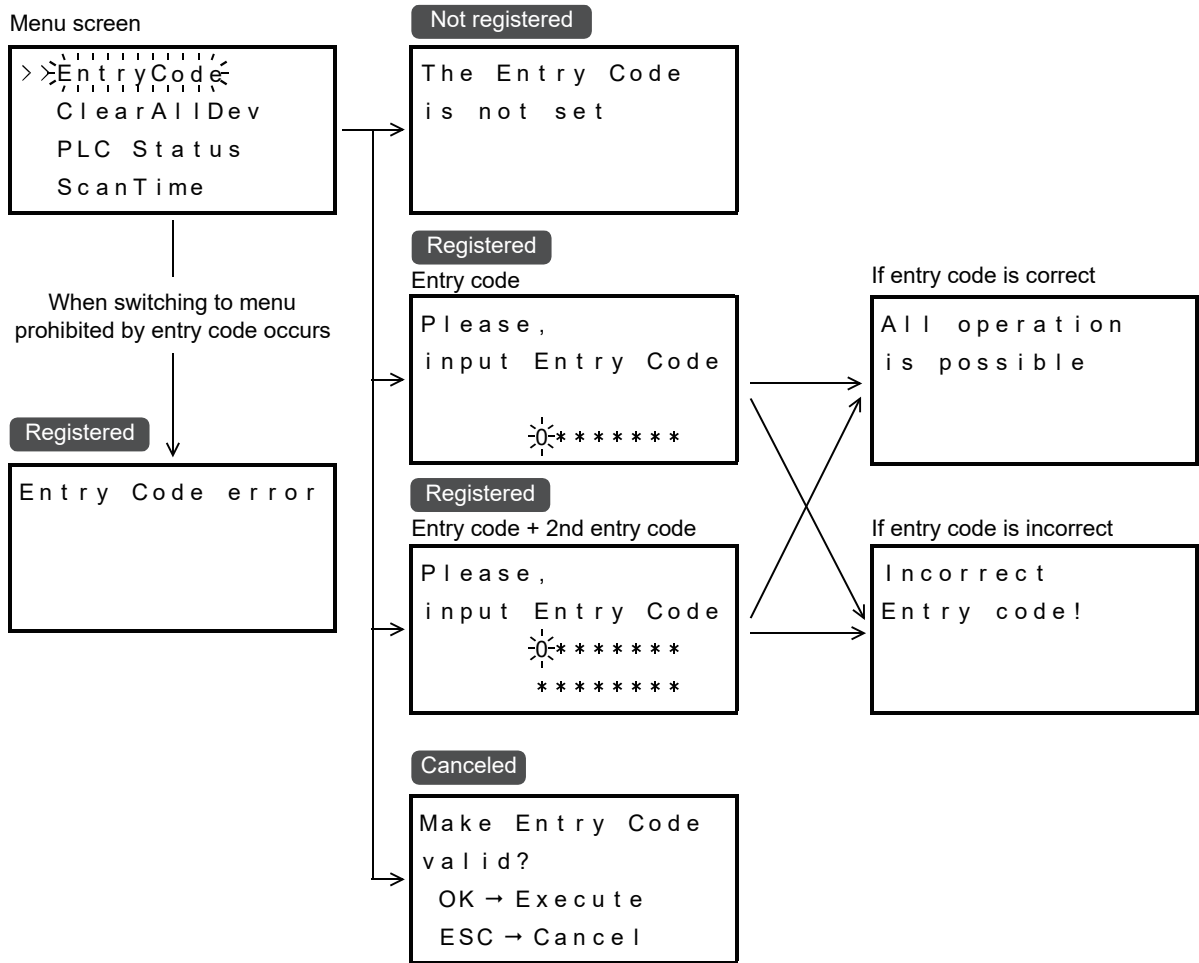 Menu screen
>>EntryCode
ClearAllDev
PLC Status
ScanTime
When switching to menu
prohibited by entry code occurs
Registered
Entry Code error
Not registered
The Entry Code
is not set
Registered
Entry code
Please,
input Entry Code
0*******
Registered
Entry code + 2nd entry code
Please,
input Entry Code
0*******
********
Canceled
Make Entry Code
valid?
OK → Execute
ESC → Cancel
If entry code is correct
All operation
is possible
If entry code is incorrect
Incorrect
Entry code!